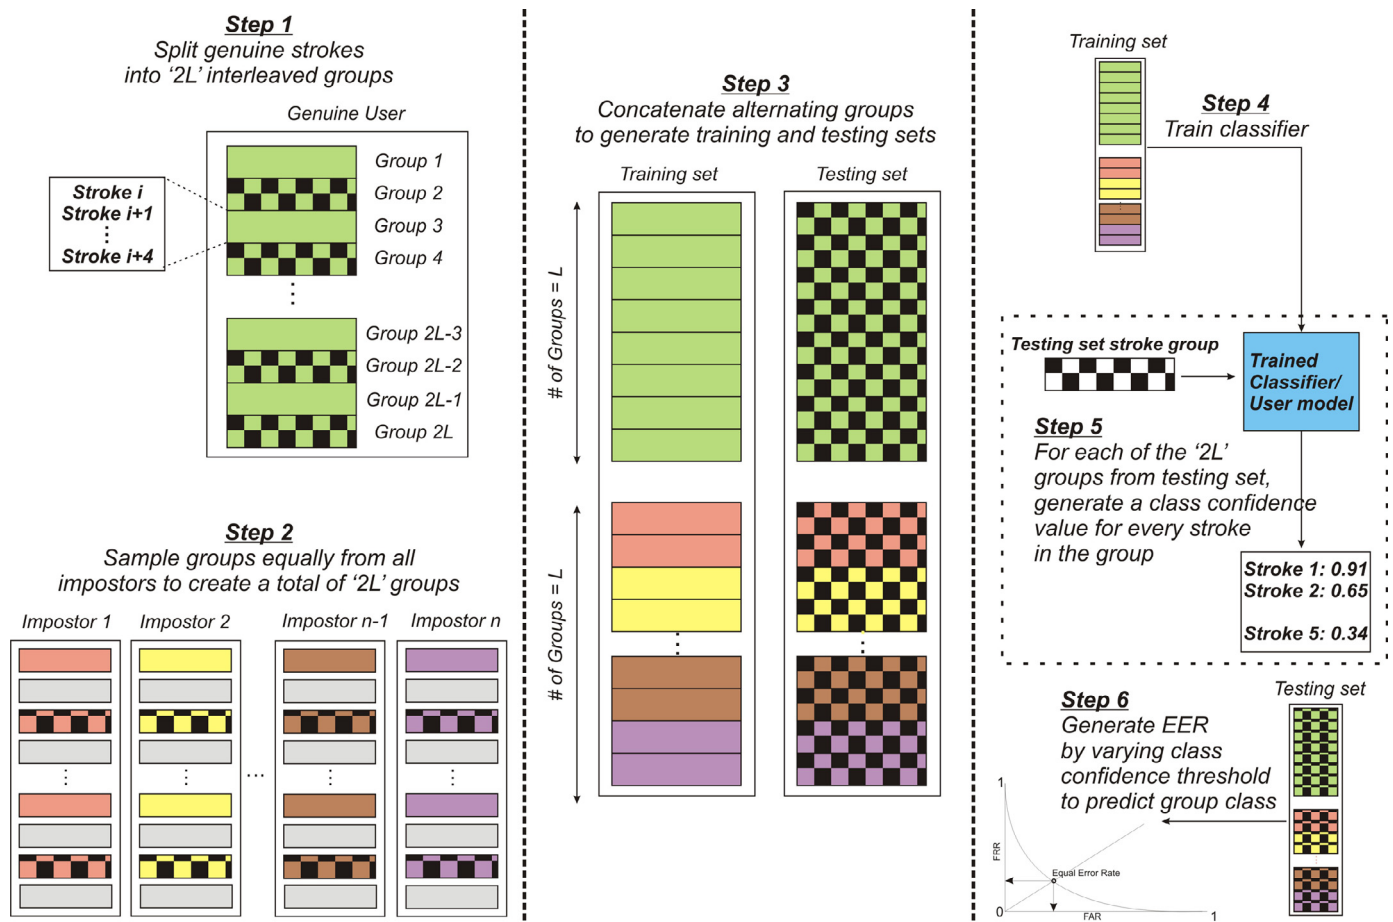 Step 1
Split genuine strokes
into ‘2L’ interleaved groups
Genuine User
Group 1
Group 2
Group 3
Group 4
Stroke i
Stroke i+1
⋮
Stroke i+4
⋮
Group 2L-3
Group 2L-2
Group 2L-1
Group 2L
Step 2
Sample groups equally from all
impostors to create a total of ‘2L’ groups
Impostor 1
Impostor 2
...
Impostor n-1
Impostor n
Step 3
Concatenate alternating groups
to generate training and testing sets
Training set
Testing set
# of Groups = L
# of Groups = L
Training set
Step 4
Train classifier
Testing set stroke group
Trained
Classifier/
User model
Step 5
For each of the ‘2L’
groups from testing set,
generate a class confidence
value for every stroke
in the group
Stroke 1: 0.91
Stroke 2: 0.65
Stroke 5: 0.34
Step 6
Generate EER
by varying class
confidence threshold
to predict group class
Testing set
1
FRR
Equal Error Rate
0
FAR
1